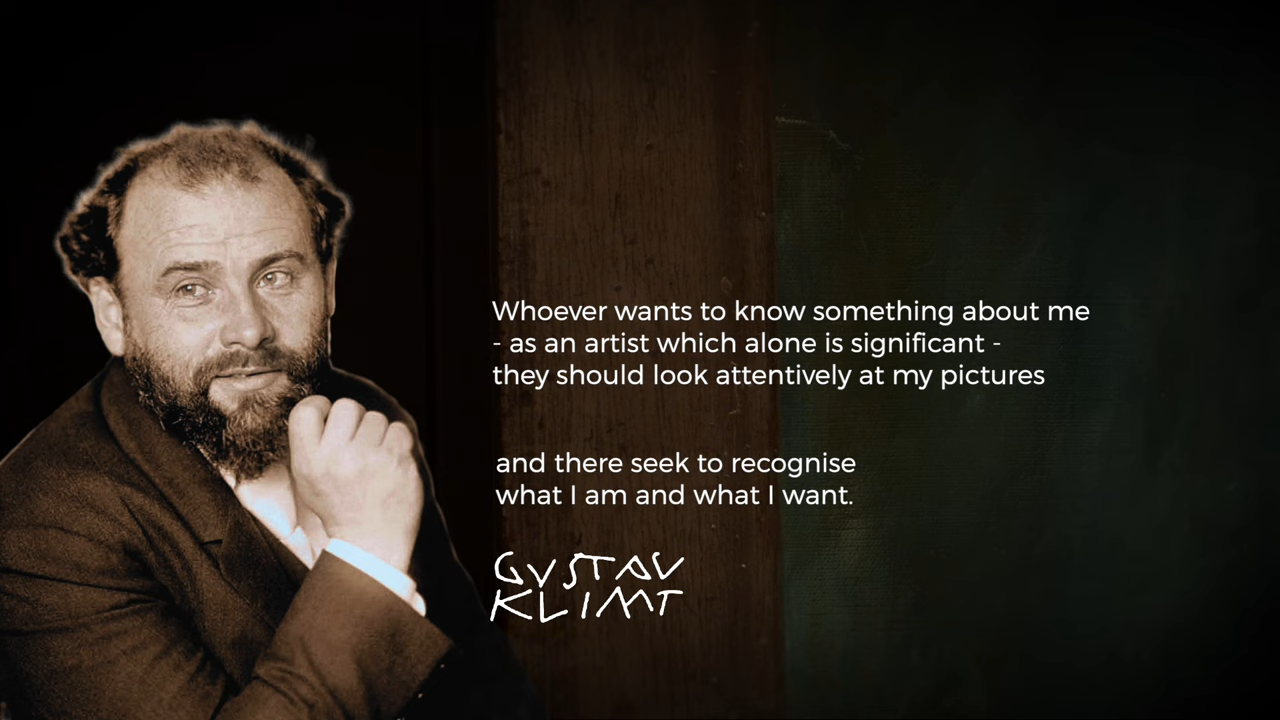 Whoever wants to know something about me
- as an artist which alone is significant -
they should look attentively at my pictures
and there seek to recognise
what I am and what I want.
GVSTAV
KLIMT